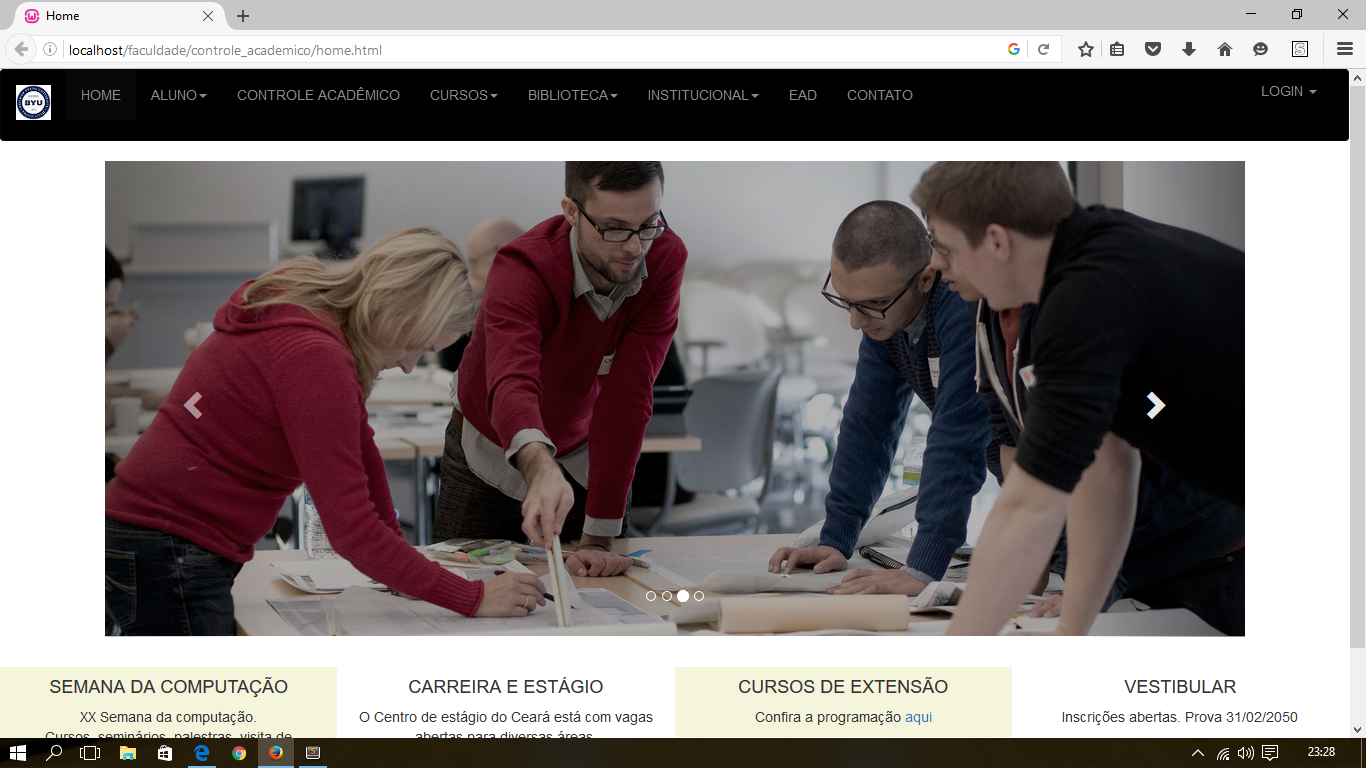 Home
localhost/faculdade/controle_academico/home.html
BYU
HOME
ALUNO
CONTROLE ACADÊMICO
CURSOS
BIBLIOTECA
INSTITUCIONAL
EAD
CONTATO
LOGIN
SEMANA DA COMPUTAÇÃO
XX Semana da computação.
Cursos, seminários, palestras, visita de
CARREIRA E ESTÁGIO
O Centro de estágio do Ceará está com vagas
abertas para diversas áreas
CURSOS DE EXTENSÃO
Confira a programação aqui
VESTIBULAR
Inscrições abertas. Prova 31/02/2050
23:28